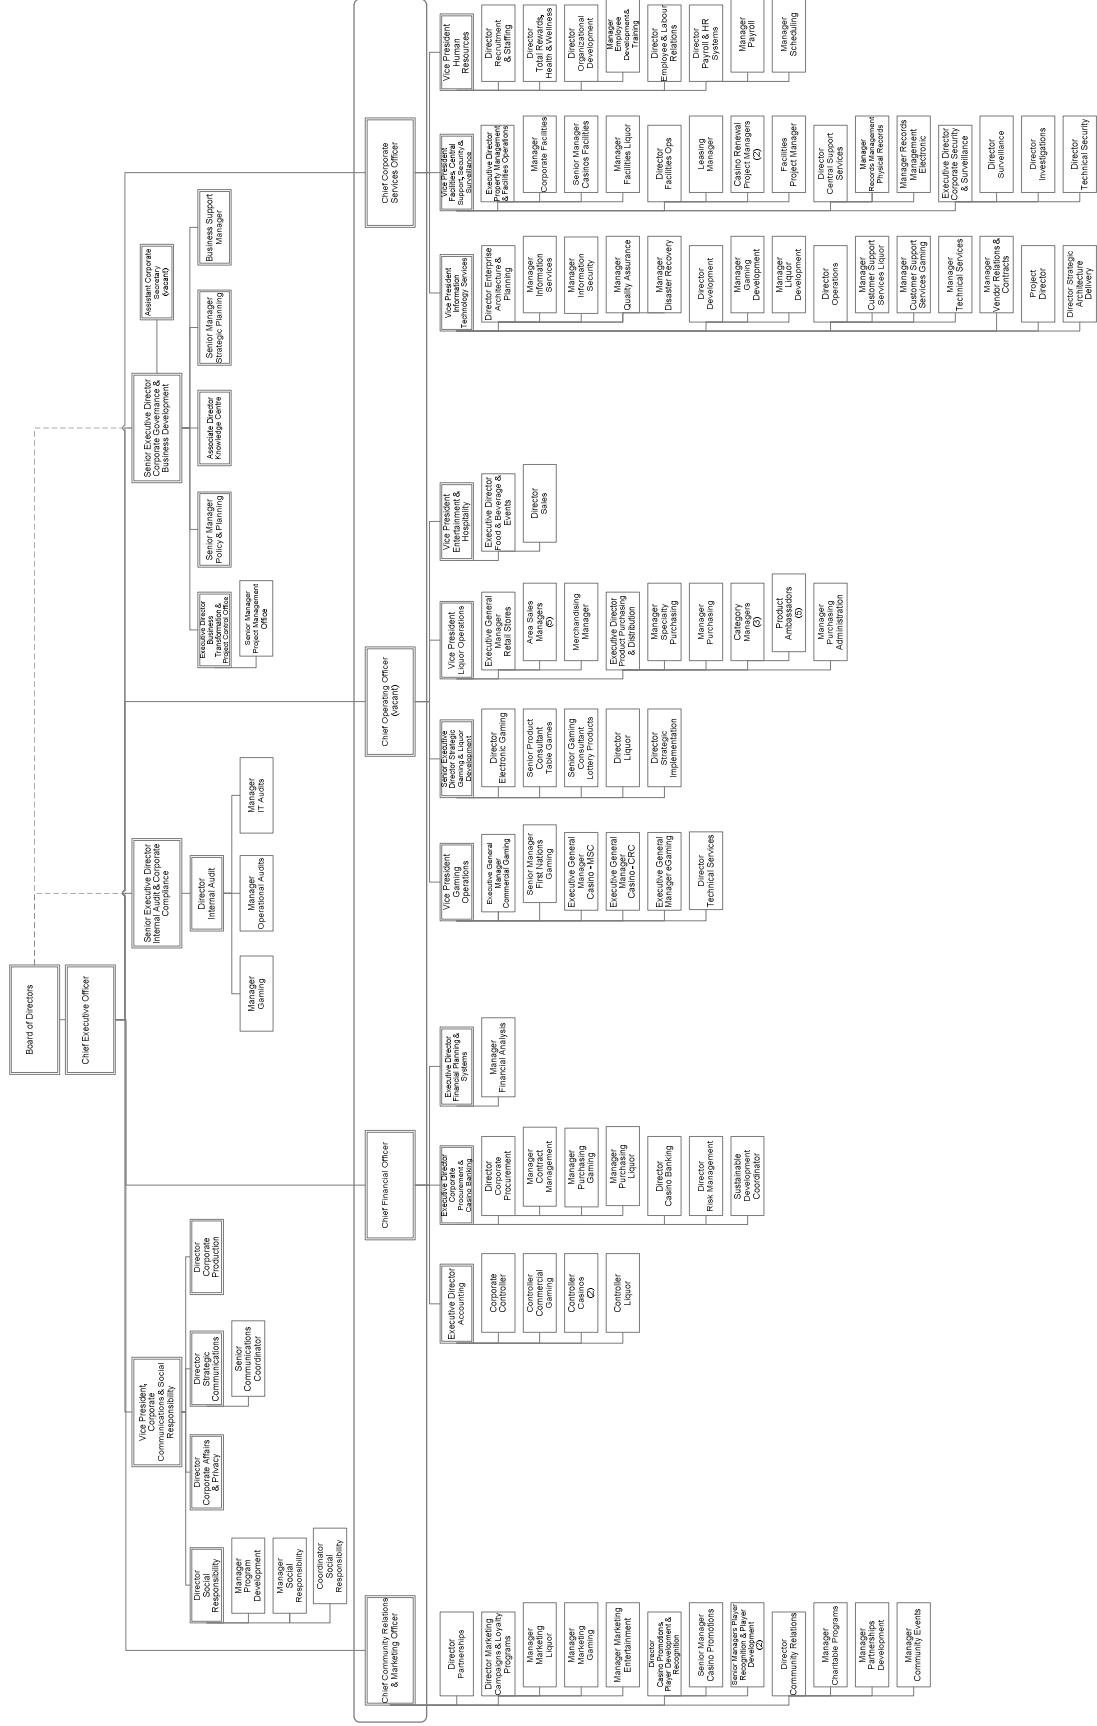 Board of Directors
Chief Executive Officer
Vice President,
Corporate
Communications & Social
Responsibility
Director
Social
Responsibility
Manager
Program
Development
Manager
Social
Responsibility
Coordinator
Social
Responsibility
Director
Corporate Affairs
& Privacy
Director
Strategic
Communications
Senior
Communications
Coordinator
Director
Corporate
Production
Senior Executive Director
Internal Audit & Corporate
Compliance
Director
Internal Audit
Manager
Gaming
Manager
Operational Audits
Manager
IT Audits
Senior Executive Director
Corporate Governance &
Business Development
Assistant Corporate
Secretary
(vacant)
Executive Director
Business
Transformation &
Project Control Office
Senior Manager
Project Management
Office
Senior Manager
Policy & Planning
Associate Director
Knowledge Centre
Senior Manager
Strategic Planning
Business Support
Manager
Chief Community Relations
& Marketing Officer
Director
Partnerships
Director Marketing
Campaigns & Loyalty
Programs
Manager
Marketing
Liquor
Manager
Marketing
Gaming
Manager Marketing
Entertainment
Director
Casino Promotions,
Player Development &
Recognition
Senior Manager
Casino Promotions
Senior Managers Player
Recognition & Player
Development
(2)
Director
Community Relations
Manager
Charitable Programs
Manager
Partnerships
Development
Manager
Community Events
Chief Financial Officer
Executive Director
Accounting
Corporate
Controller
Controller
Commercial
Gaming
Controller
Casinos
(2)
Controller
Liquor
Executive Director
Corporate
Procurement &
Casino Banking
Director
Corporate
Procurement
Manager
Contract
Management
Manager
Purchasing
Gaming
Manager
Purchasing
Liquor
Director
Casino Banking
Director
Risk Management
Sustainable
Development
Coordinator
Executive Director
Financial Planning &
Systems
Manager
Financial Analysis
Chief Operating Officer
(vacant)
Vice President
Gaming
Operations
Executive General
Manager
Commercial Gaming
Senior Manager
First Nations
Gaming
Executive General
Manager
Casino - MSC
Executive General
Manager
Casino - CRC
Executive General
Manager eGaming
Director
Technical Services
Senior Executive
Director Strategic
Gaming & Liquor
Development
Director
Electronic Gaming
Senior Product
Consultant
Table Games
Senior Gaming
Consultant
Lottery Products
Director
Liquor
Director
Strategic
Implementation
Vice President
Liquor Operations
Executive General
Manager
Retail Stores
Area Sales
Managers
(5)
Merchandising
Manager
Executive Director
Product Purchasing
& Distribution
Manager
Specialty
Purchasing
Manager
Purchasing
Category
Managers
(3)
Product
Ambassadors
(5)
Manager
Purchasing
Administration
Vice President
Entertainment &
Hospitality
Executive Director
Food & Beverage &
Events
Director
Sales
Chief Corporate
Services Officer
Vice President
Information
Technology Services
Director Enterprise
Architecture &
Planning
Manager
Information
Services
Manager
Information
Security
Manager
Quality Assurance
Manager
Disaster Recovery
Director
Development
Manager
Gaming
Development
Manager
Liquor
Development
Director
Operations
Manager
Customer Support
Services Liquor
Manager
Customer Support
Services Gaming
Manager
Technical Services
Manager
Vendor Relations &
Contracts
Project
Director
Director Strategic
Architecture
Delivery
Vice President
Facilities, Central
Support, Security &
Surveillance
Executive Director
Property Management
& Facilities Operations
Manager
Corporate Facilities
Senior Manager
Casinos Facilities
Manager
Facilities Liquor
Director
Facilities Ops
Leasing
Manager
Casino Renewal
Project Managers
(2)
Facilities
Project Manager
Director
Central Support
Services
Manager
Records Management
Physical Records
Manager Records
Management
Electronic
Executive Director
Corporate Security
& Surveillance
Director
Surveillance
Director
Investigations
Director
Technical Security
Vice President
Human
Resources
Director
Recruitment
& Staffing
Director
Total Rewards,
Health & Wellness
Director
Organizational
Development
Manager
Employee
Development &
Training
Director
Employee & Labour
Relations
Director
Payroll & HR
Systems
Manager
Payroll
Manager
Scheduling